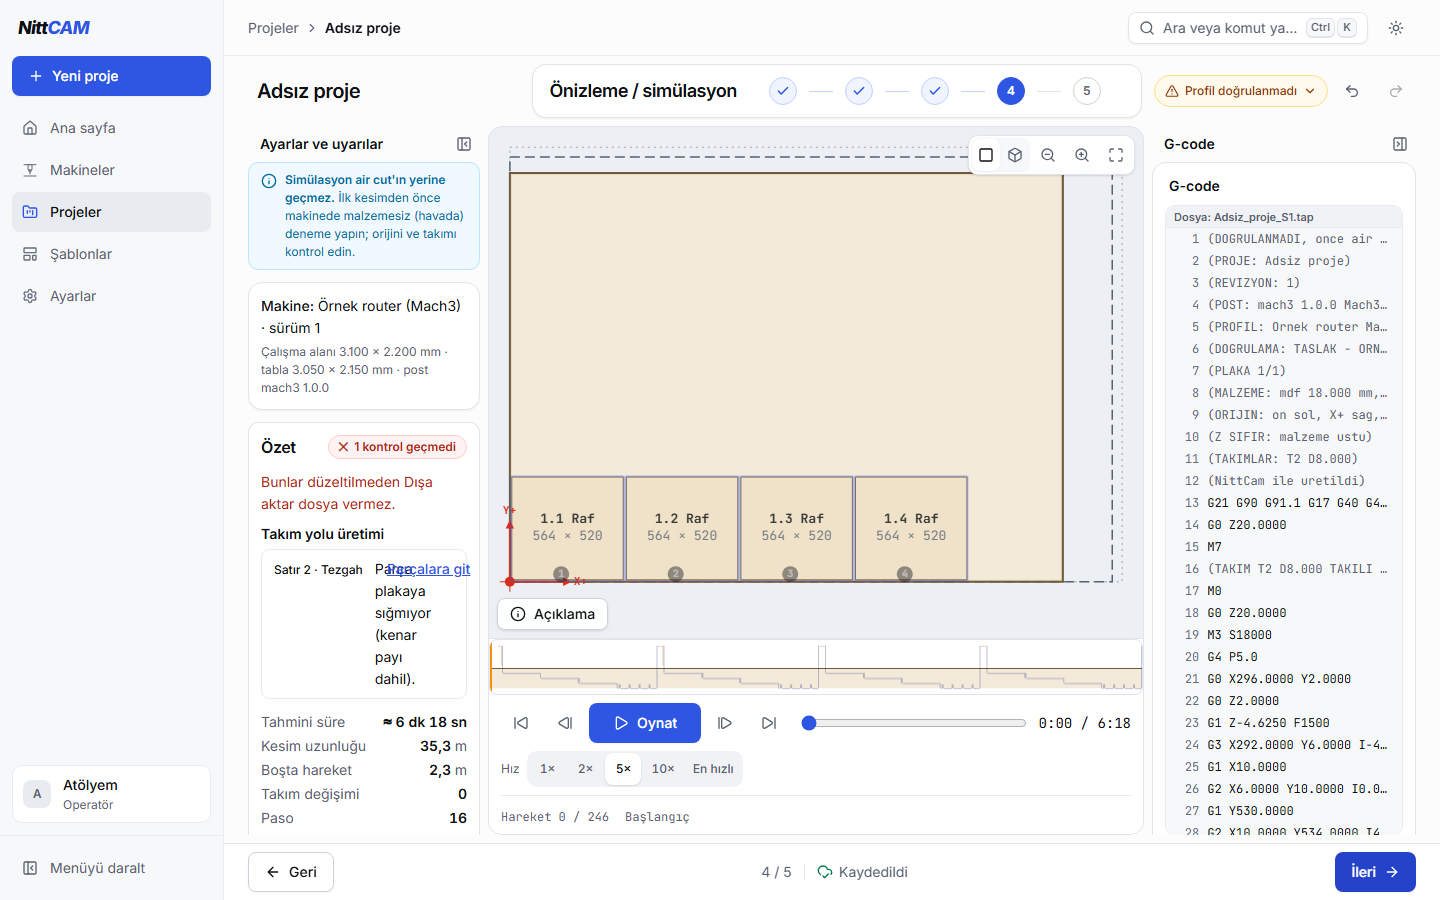 NittCAM
Yeni proje
Ana sayfa
Makineler
Projeler
Şablonlar
Ayarlar
A
Atölyem
Operatör
Menüyü daralt
Projeler > Adsız proje
Ara veya komut ya... Ctrl K
Adsız proje
Önizleme / simülasyon
4
5
Profil doğrulanmadı
Ayarlar ve uyarılar
Simülasyon air cut'ın yerine
geçmez. İlk kesimden önce
makinede malzemesiz (havada)
deneme yapın; orijini ve takımı
kontrol edin.
Makine: Örnek router (Mach3)
· sürüm 1
Çalışma alanı 3.100 × 2.200 mm ·
tabla 3.050 × 2.150 mm · post
mach3 1.0.0
Özet
1 kontrol geçmedi
Bunlar düzeltilmeden Dışa
aktar dosya vermez.
Takım yolu üretimi
Satır 2 · Tezgah
Parça
plakaya
sığmıyor
(kenar
payı
dahil).
Parçalara git
Tahmini süre ≈ 6 dk 18 sn
Kesim uzunluğu 35,3 m
Boşta hareket 2,3 m
Takım değişimi 0
Paso 16
1.1 Raf
564 × 520
1.2 Raf
564 × 520
1.3 Raf
564 × 520
1.4 Raf
564 × 520
1
2
3
4
Y+
X+
Açıklama
Oynat
0:00 / 6:18
Hız 1× 2× 5× 10× En hızlı
Hareket 0 / 246 Başlangıç
G-code
G-code
Dosya: Adsiz_proje_S1.tap
1 (DOGRULANMADI, once air …
2 (PROJE: Adsiz proje)
3 (REVIZYON: 1)
4 (POST: mach3 1.0.0 Mach3…
5 (PROFIL: Ornek router Ma…
6 (DOGRULAMA: TASLAK - ORN…
7 (PLAKA 1/1)
8 (MALZEME: mdf 18.000 mm,…
9 (ORIJIN: on sol, X+ sag,…
10 (Z SIFIR: malzeme ustu)
11 (TAKIMLAR: T2 D8.000)
12 (NittCam ile uretildi)
13 G21 G90 G91.1 G17 G40 G4…
14 G0 Z20.0000
15 M7
16 (TAKIM T2 D8.000 TAKILI …
17 M0
18 G0 Z20.0000
19 M3 S18000
20 G4 P5.0
21 G0 X296.0000 Y2.0000
22 G0 Z2.0000
23 G1 Z-4.6250 F1500
24 G3 X292.0000 Y6.0000 I-4…
25 G1 X10.0000
26 G2 X6.0000 Y10.0000 I0.0…
27 G1 Y530.0000
28 G2 X10.0000 Y534.0000 I4…
Geri
4 / 5
Kaydedildi
İleri